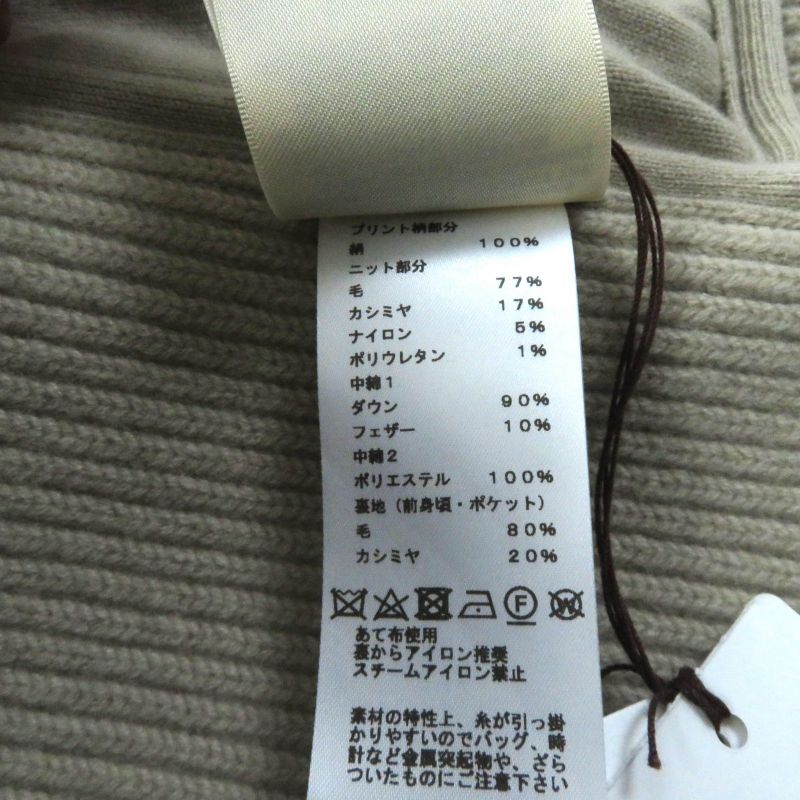 プリント柄部分
絹 100%
ニット部分
毛 77%
カシミヤ 17%
ナイロン 5%
ポリウレタン 1%
中綿1
ダウン 90%
フェザー 10%
中綿2
ポリエステル 100%
裏地(前身頃・ポケット)
毛 80%
カシミヤ 20%
F W
あて布使用
裏からアイロン推奨
スチームアイロン禁止
素材の特性上、糸が引っ掛
かりやすいのでバッグ、時
計など金属突起物や、ざら
ついたものにご注意下さい